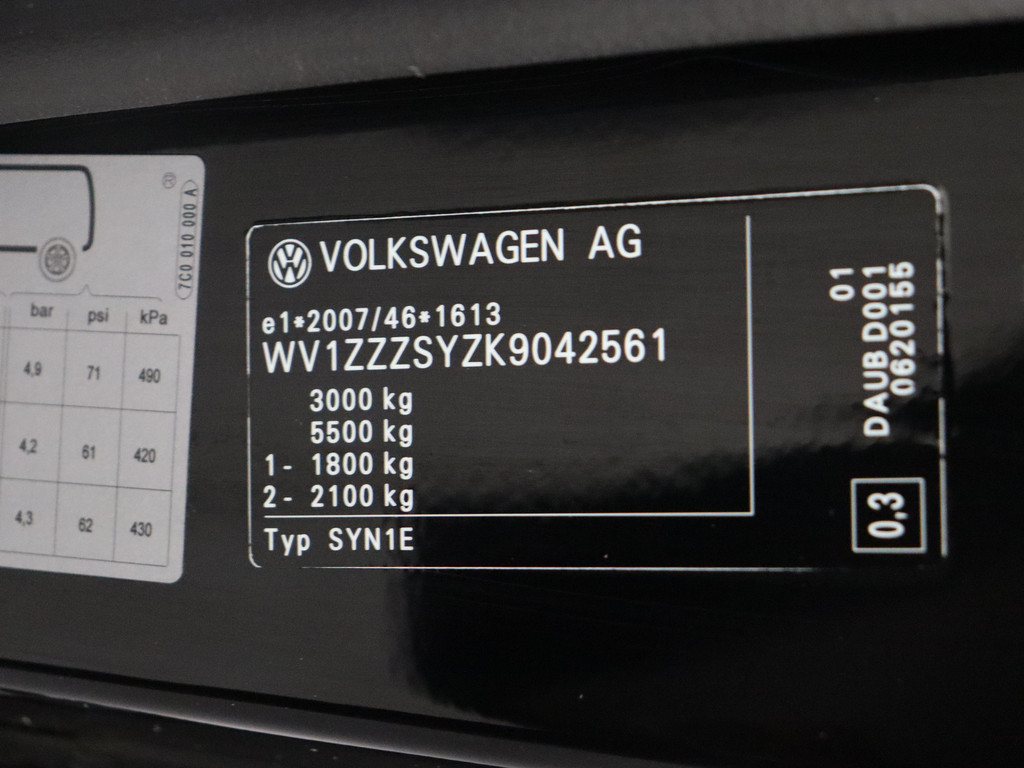 ® 7C0 010 000 A
bar psi kPa
4,9 71 490
4,2 61 420
4,3 62 430
VOLKSWAGEN AG
e1*2007/46*1613
WV1ZZZSYZK9042561
3000 kg
5500 kg
1- 1800 kg
2- 2100 kg
Typ SYN1E
01
DAUB D001
0620155
0,3